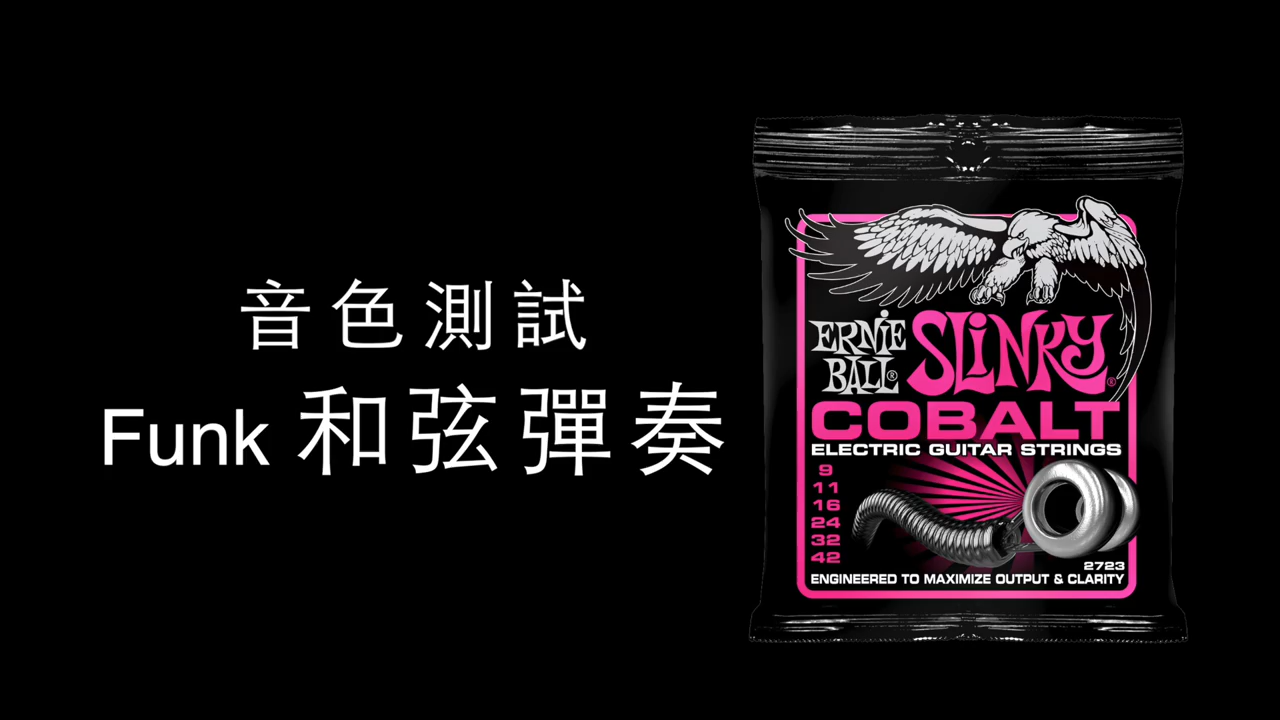 音色測試
Funk 和弦彈奏
ERNIE BALL® SLINKY®
COBALT
ELECTRIC GUITAR STRINGS
9
11
16
24
32
42
2723
ENGINEERED TO MAXIMIZE OUTPUT & CLARITY